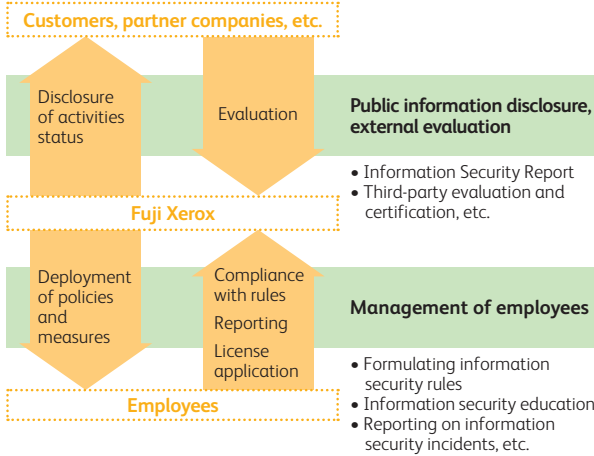 Customers, partner companies, etc.
Disclosure
of activities
status
Evaluation
Public information disclosure,
external evaluation
• Information Security Report
• Third-party evaluation and
certification, etc.
Fuji Xerox
Deployment
of policies
and
measures
Compliance
with rules
Reporting
License
application
Management of employees
• Formulating information
security rules
• Information security education
• Reporting on information
security incidents, etc.
Employees